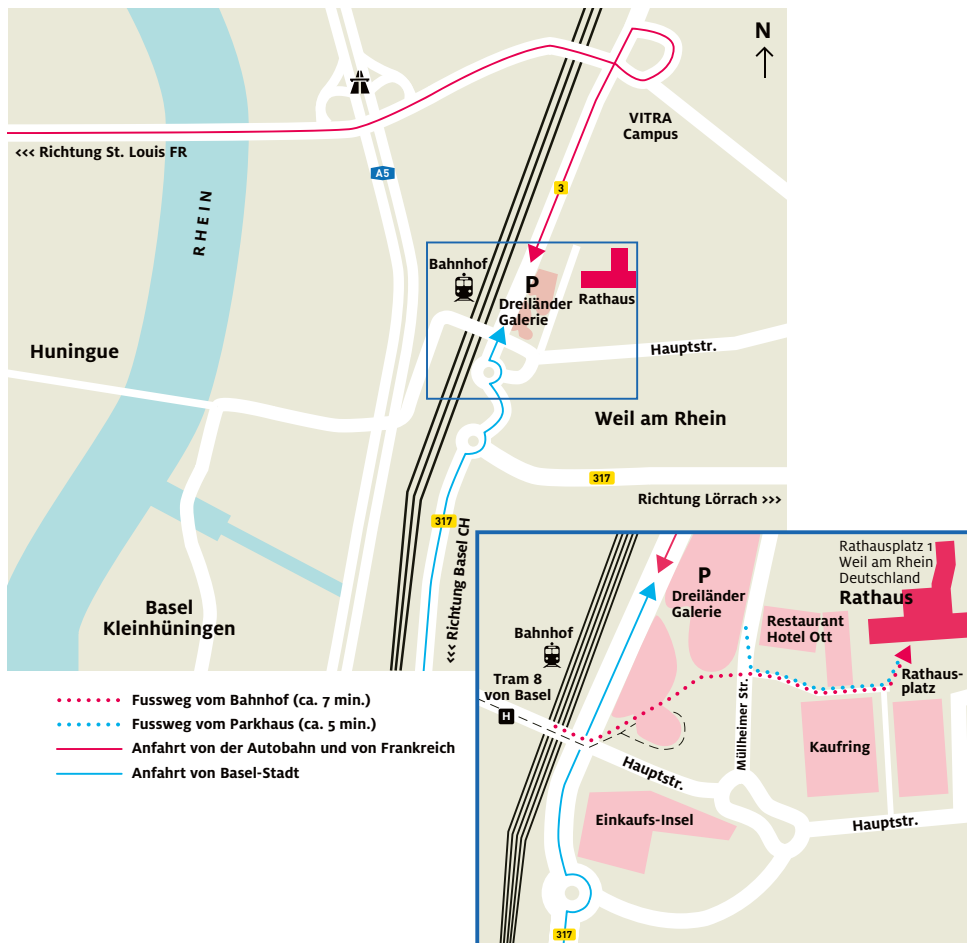 N
VITRA
Campus
<<< Richtung St. Louis FR
A5
3
RHEIN
Bahnhof
P
Dreiländer
Galerie
Rathaus
Huningue
Hauptstr.
Weil am Rhein
317
Richtung Lörrach >>>
317
<<< Richtung Basel CH
Basel
Kleinhüningen
Rathausplatz 1
Weil am Rhein
Deutschland
Rathaus
P
Dreiländer
Galerie
Restaurant
Hotel Ott
Bahnhof
Tram 8
von Basel
H
Rathaus-
platz
Müllheimer Str.
Kaufring
Hauptstr.
Einkaufs-Insel
Hauptstr.
317
Fussweg vom Bahnhof (ca. 7 min.)
Fussweg vom Parkhaus (ca. 5 min.)
Anfahrt von der Autobahn und von Frankreich
Anfahrt von Basel-Stadt